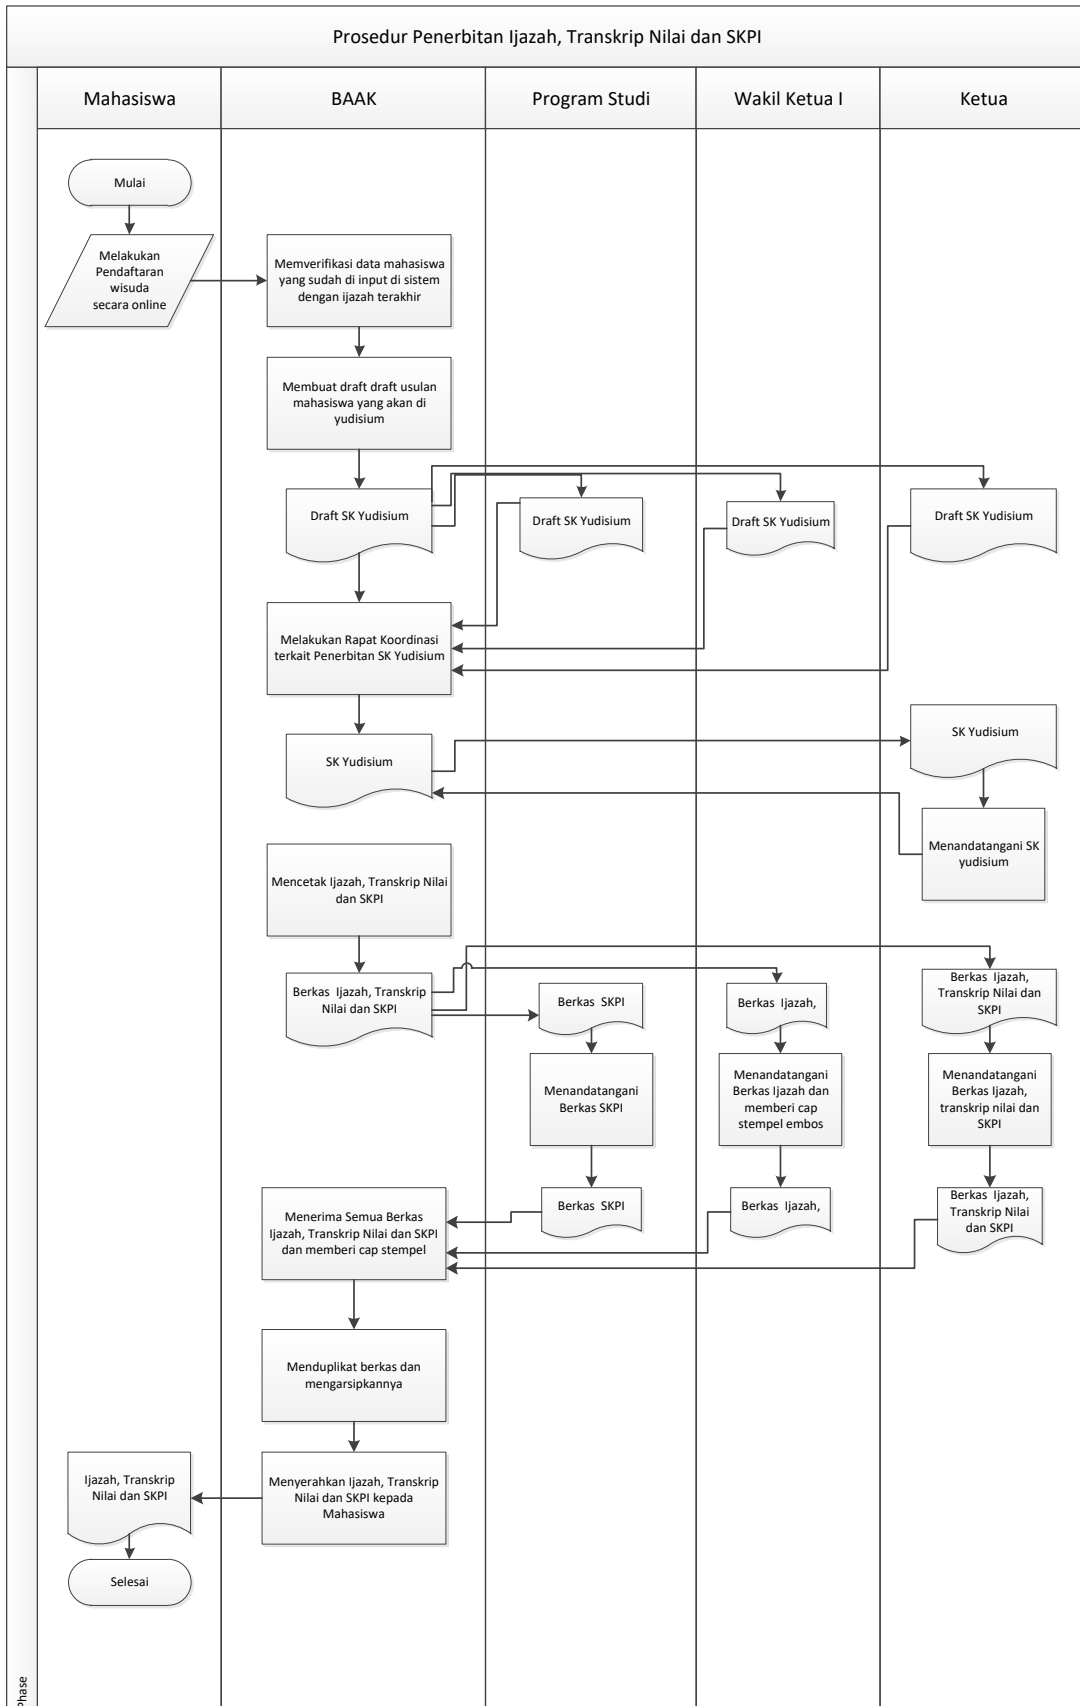 Prosedur Penerbitan Ijazah, Transkrip Nilai dan SKPI
Mahasiswa
BAAK
Program Studi
Wakil Ketua I
Ketua
Mulai
Melakukan
Pendaftaran
wisuda
secara online
Memverifikasi data mahasiswa
yang sudah di input di sistem
dengan ijazah terakhir
Membuat draft draft usulan
mahasiswa yang akan di
yudisium
Draft SK Yudisium
Draft SK Yudisium
Draft SK Yudisium
Draft SK Yudisium
Melakukan Rapat Koordinasi
terkait Penerbitan SK Yudisium
SK Yudisium
SK Yudisium
Menandatangani SK
yudisium
Mencetak Ijazah, Transkrip Nilai
dan SKPI
Berkas Ijazah, Transkrip
Nilai dan SKPI
Berkas SKPI
Berkas Ijazah,
Berkas Ijazah,
Transkrip Nilai dan
SKPI
Menandatangani
Berkas SKPI
Menandatangani
Berkas Ijazah dan
memberi cap
stempel embos
Menandatangani
Berkas Ijazah,
transkrip nilai dan
SKPI
Menerima Semua Berkas
Ijazah, Transkrip Nilai dan SKPI
dan memberi cap stempel
Berkas SKPI
Berkas Ijazah,
Berkas Ijazah,
Transkrip Nilai dan
SKPI
Menduplikat berkas dan
mengarsipkannya
Ijazah, Transkrip
Nilai dan SKPI
Menyerahkan Ijazah, Transkrip
Nilai dan SKPI kepada
Mahasiswa
Selesai
Phase